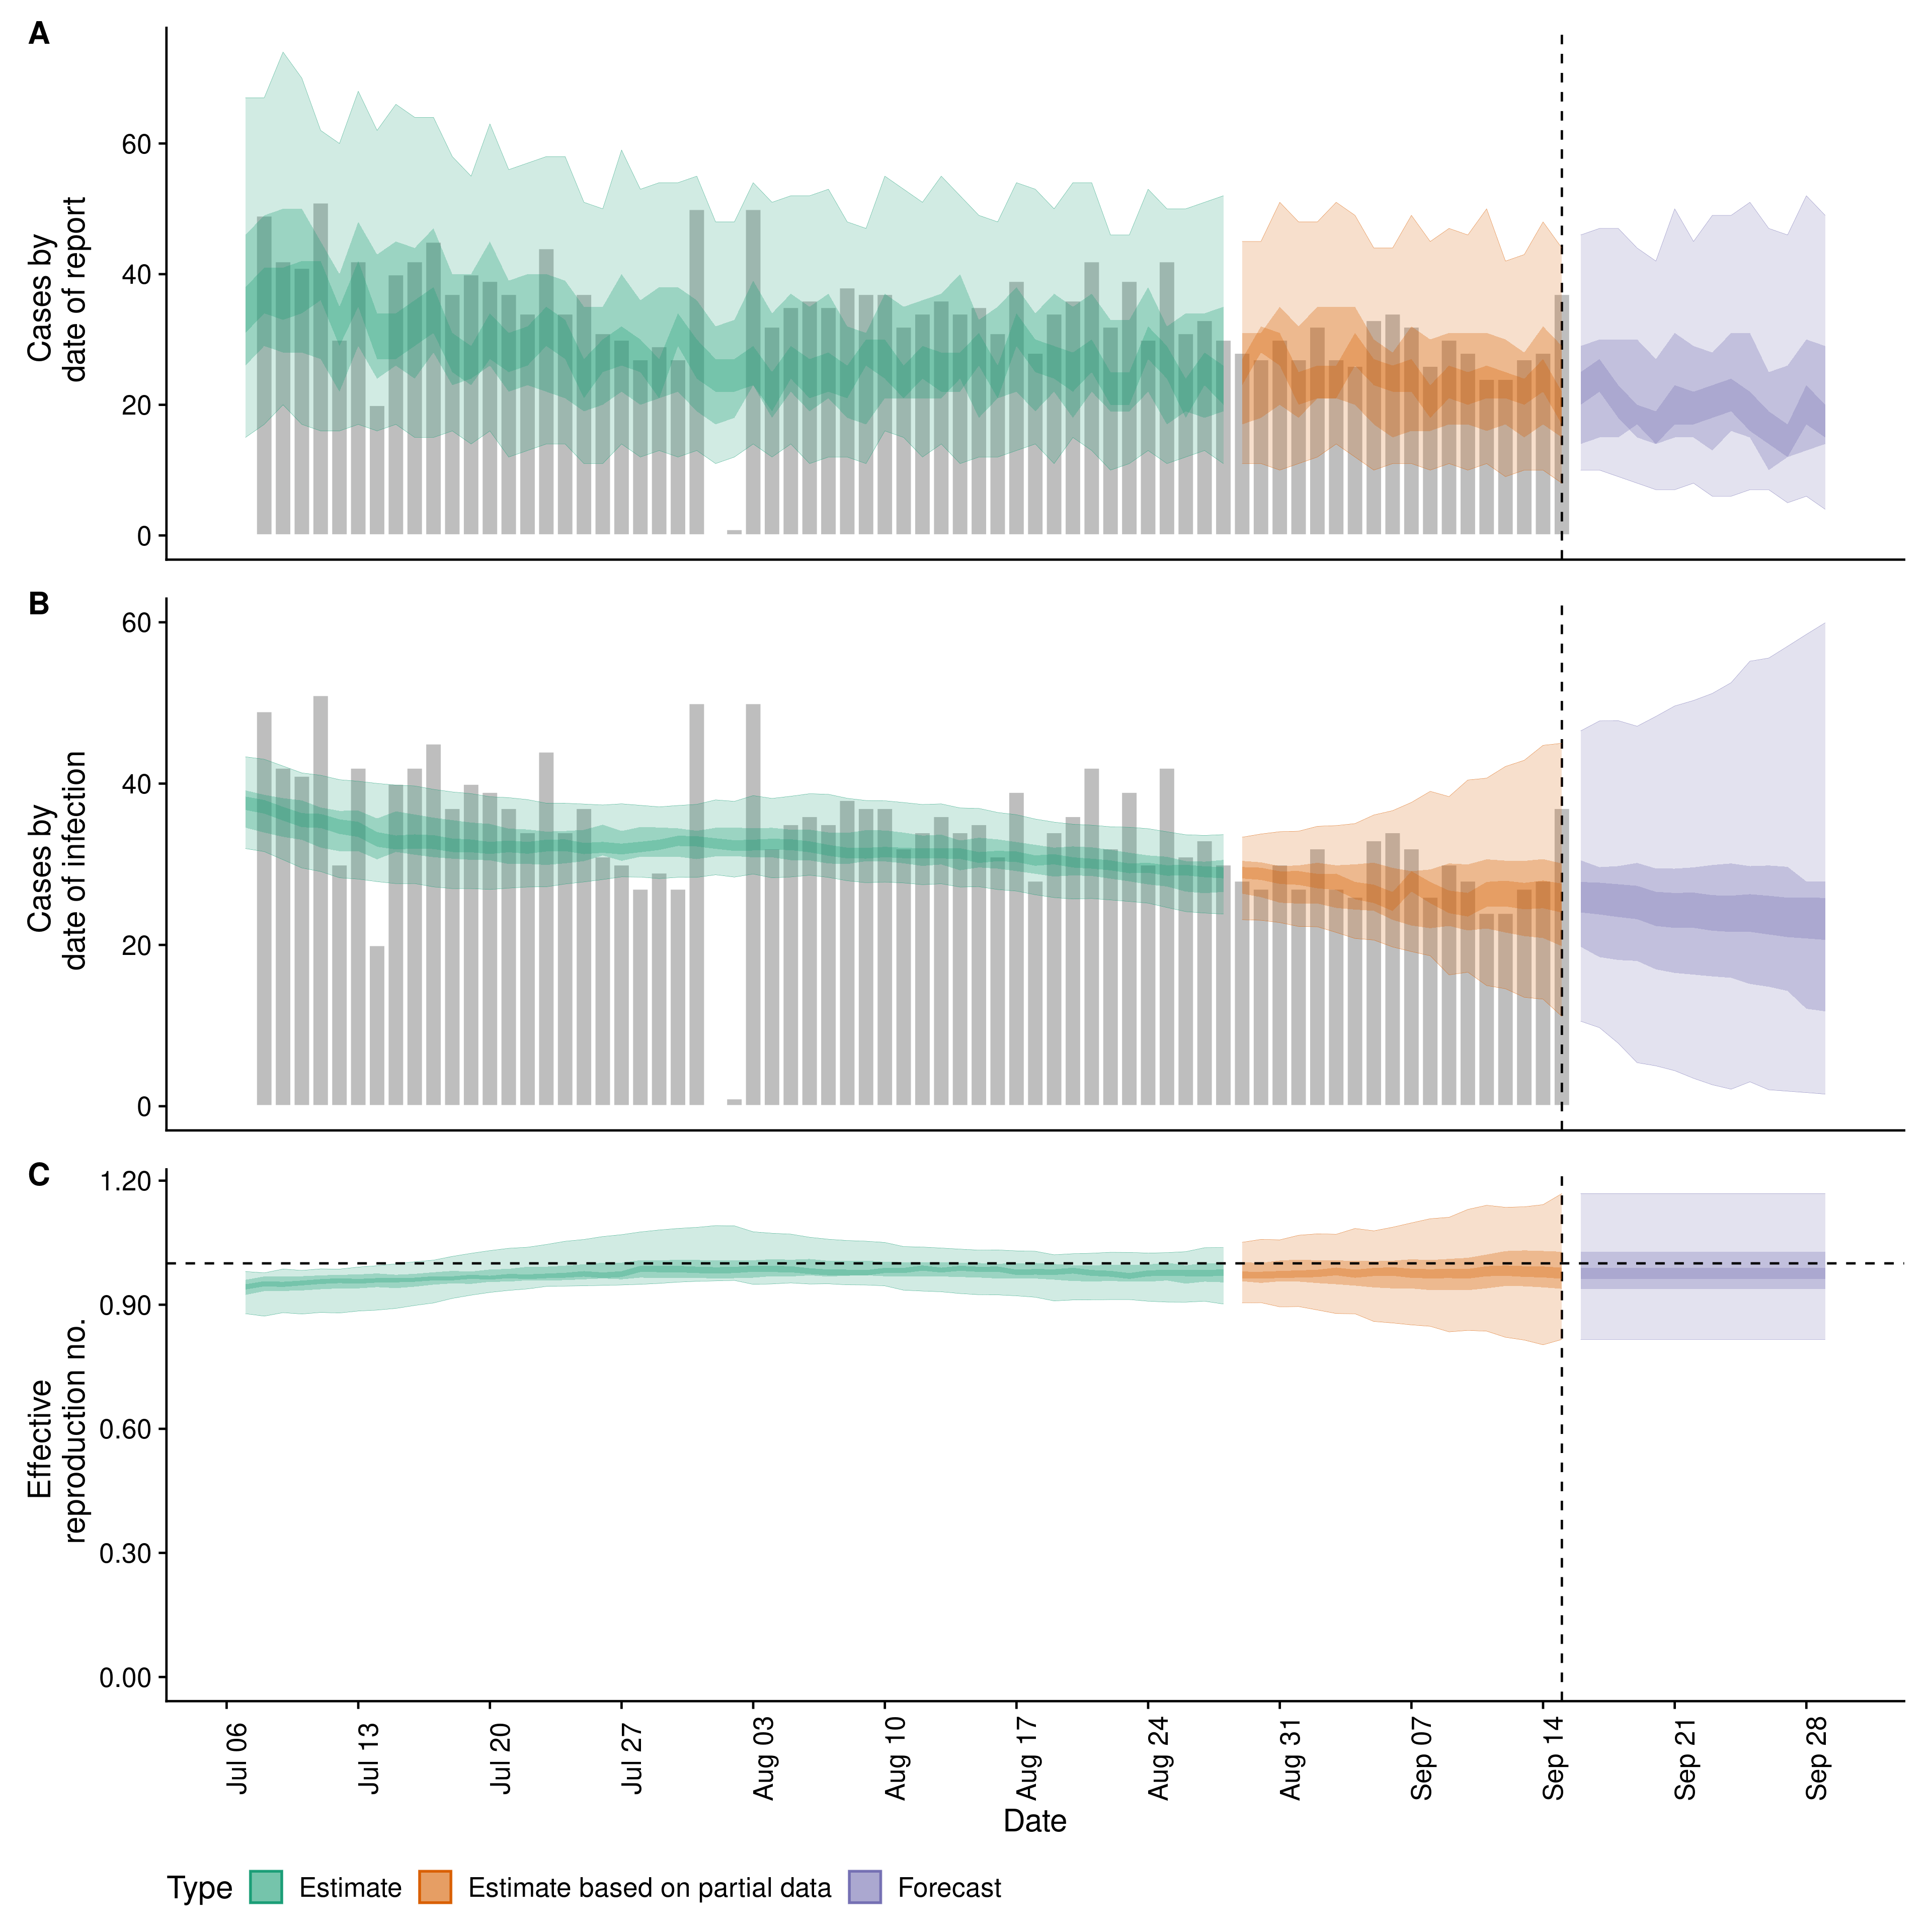 A
Cases by
date of report
60
40
20
0
B
Cases by
date of infection
60
40
20
0
C
Effective
reproduction no.
1.20
0.90
0.60
0.30
0.00
Jul 06
Jul 13
Jul 20
Jul 27
Aug 03
Aug 10
Aug 17
Aug 24
Aug 31
Sep 07
Sep 14
Sep 21
Sep 28
Date
Type Estimate Estimate based on partial data Forecast